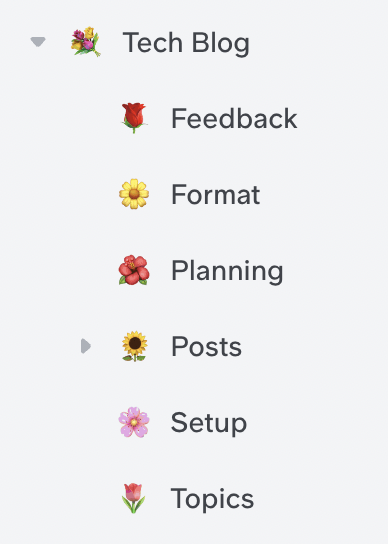 Tech Blog
Feedback
Format
Planning
Posts
Setup
Topics